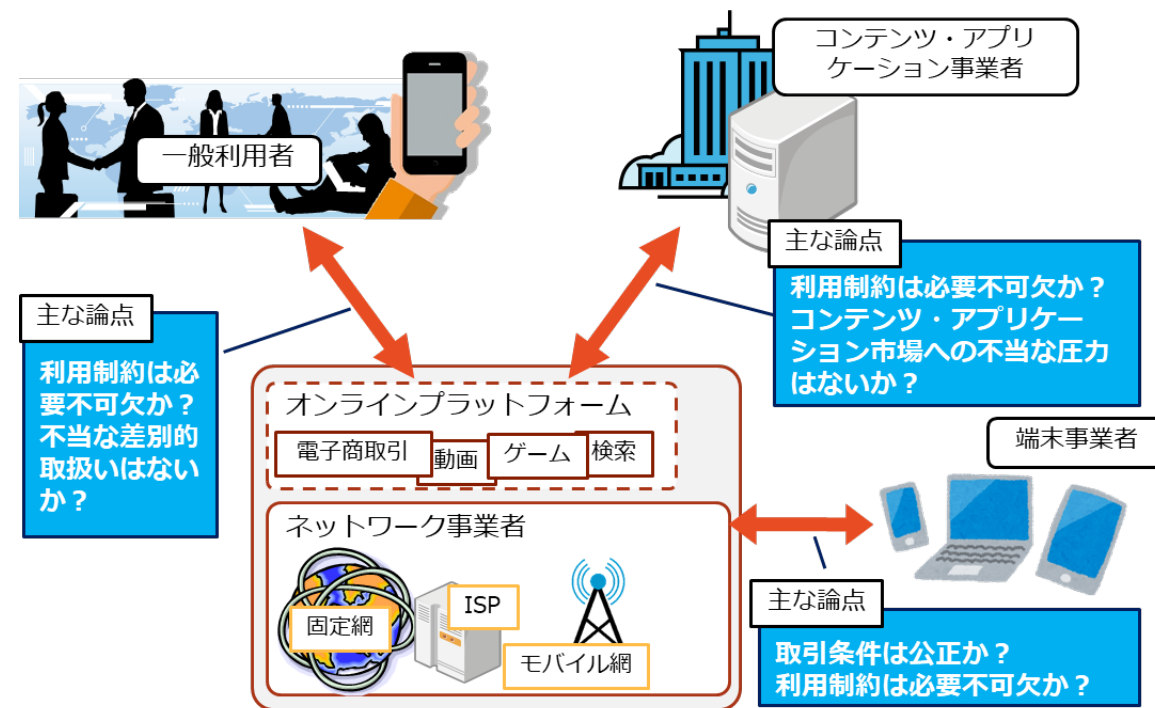 コンテンツ・アプリ
ケーション事業者
一般利用者
主な論点
利用制約は必要不可欠か？
コンテンツ・アプリケー
ション市場への不当な圧力
はないか？
主な論点
利用制約は必
要不可欠か？
不当な差別的
取扱いはない
か？
オンラインプラットフォーム
電子商取引
動画
ゲーム
検索
端末事業者
ネットワーク事業者
固定網
ISP
モバイル網
主な論点
取引条件は公正か？
利用制約は必要不可欠か？